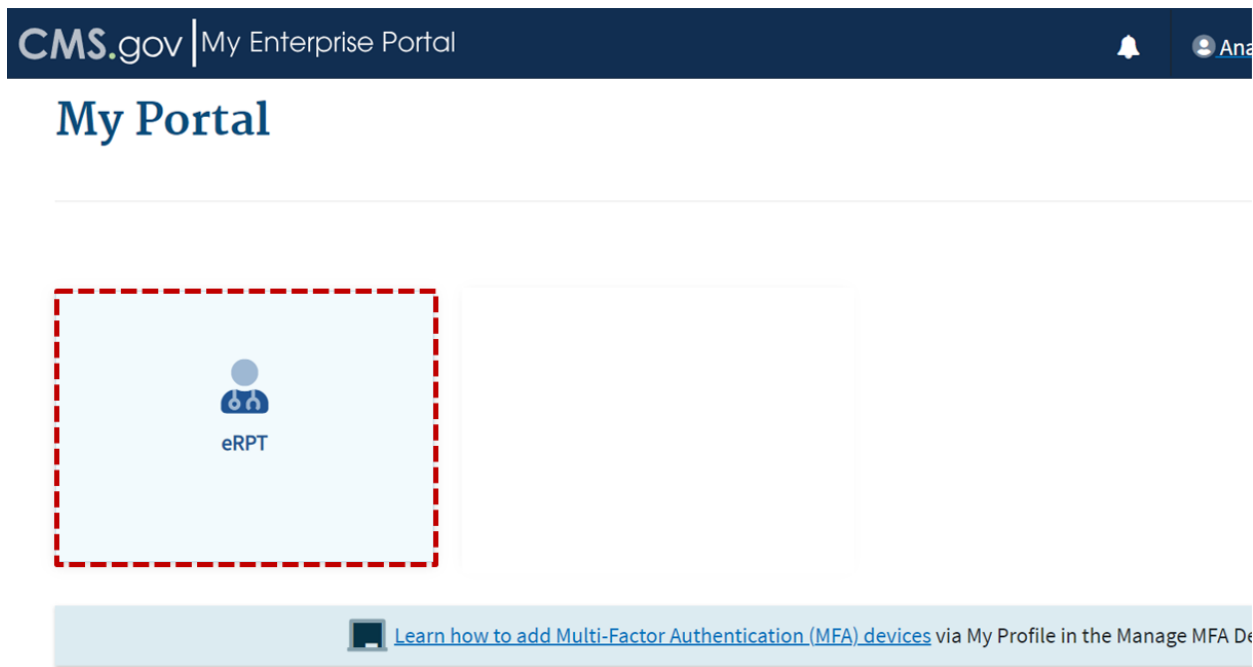 CMS.gov My Enterprise Portal
Ana
My Portal
eRPT
Learn how to add Multi-Factor Authentication (MFA) devices via My Profile in the Manage MFA De